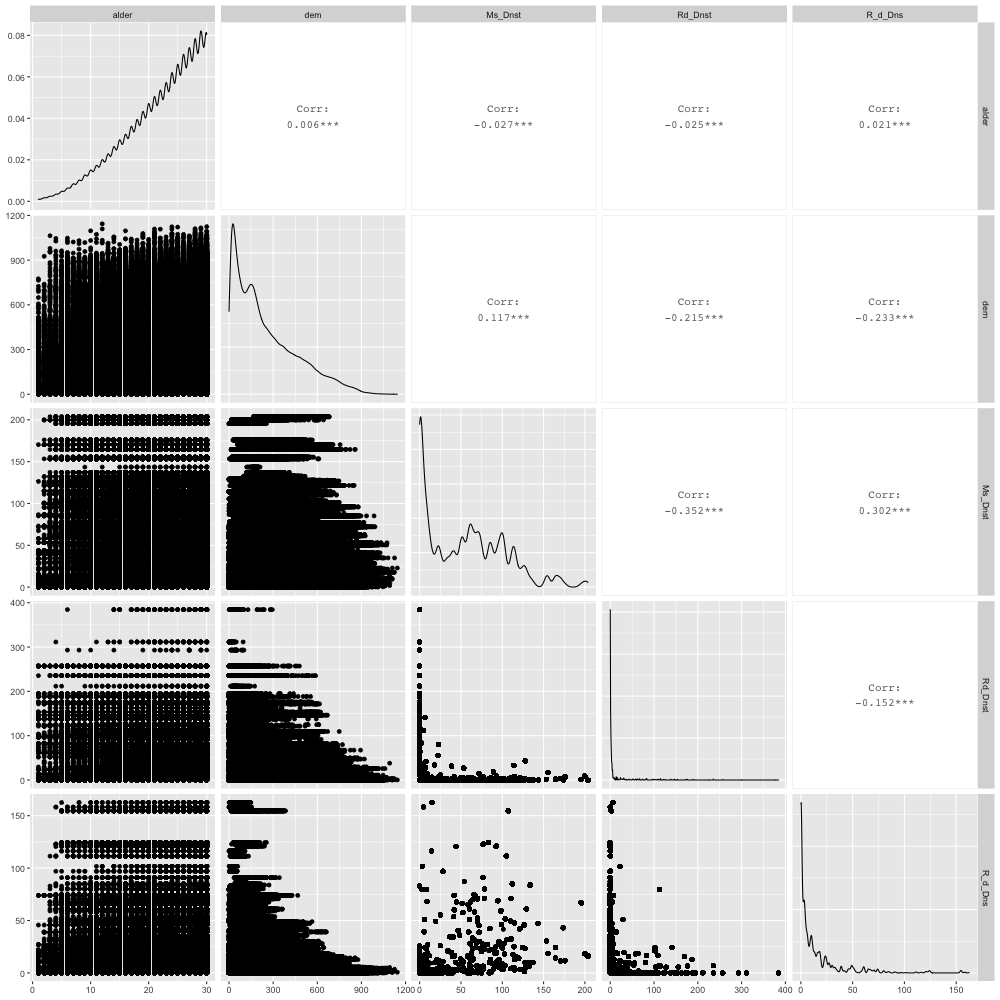 alder dem Ms_Dnst Rd_Dnst R_d_Dns
0.08
0.06
0.04
0.02
0.00
Corr:
0.006***
Corr:
-0.027***
Corr:
-0.025***
Corr:
0.021***
alder
1200
900
600
300
0
Corr:
0.117***
Corr:
-0.215***
Corr:
-0.233***
dem
200
150
100
50
0
Corr:
-0.352***
Corr:
0.302***
Ms_Dnst
400
300
200
100
0
Corr:
-0.152***
Rd_Dnst
150
100
50
0
R_d_Dns
0 10 20 30 0 300 600 900 1200 0 50 100 150 200 0 100 200 300 400 0 50 100 150